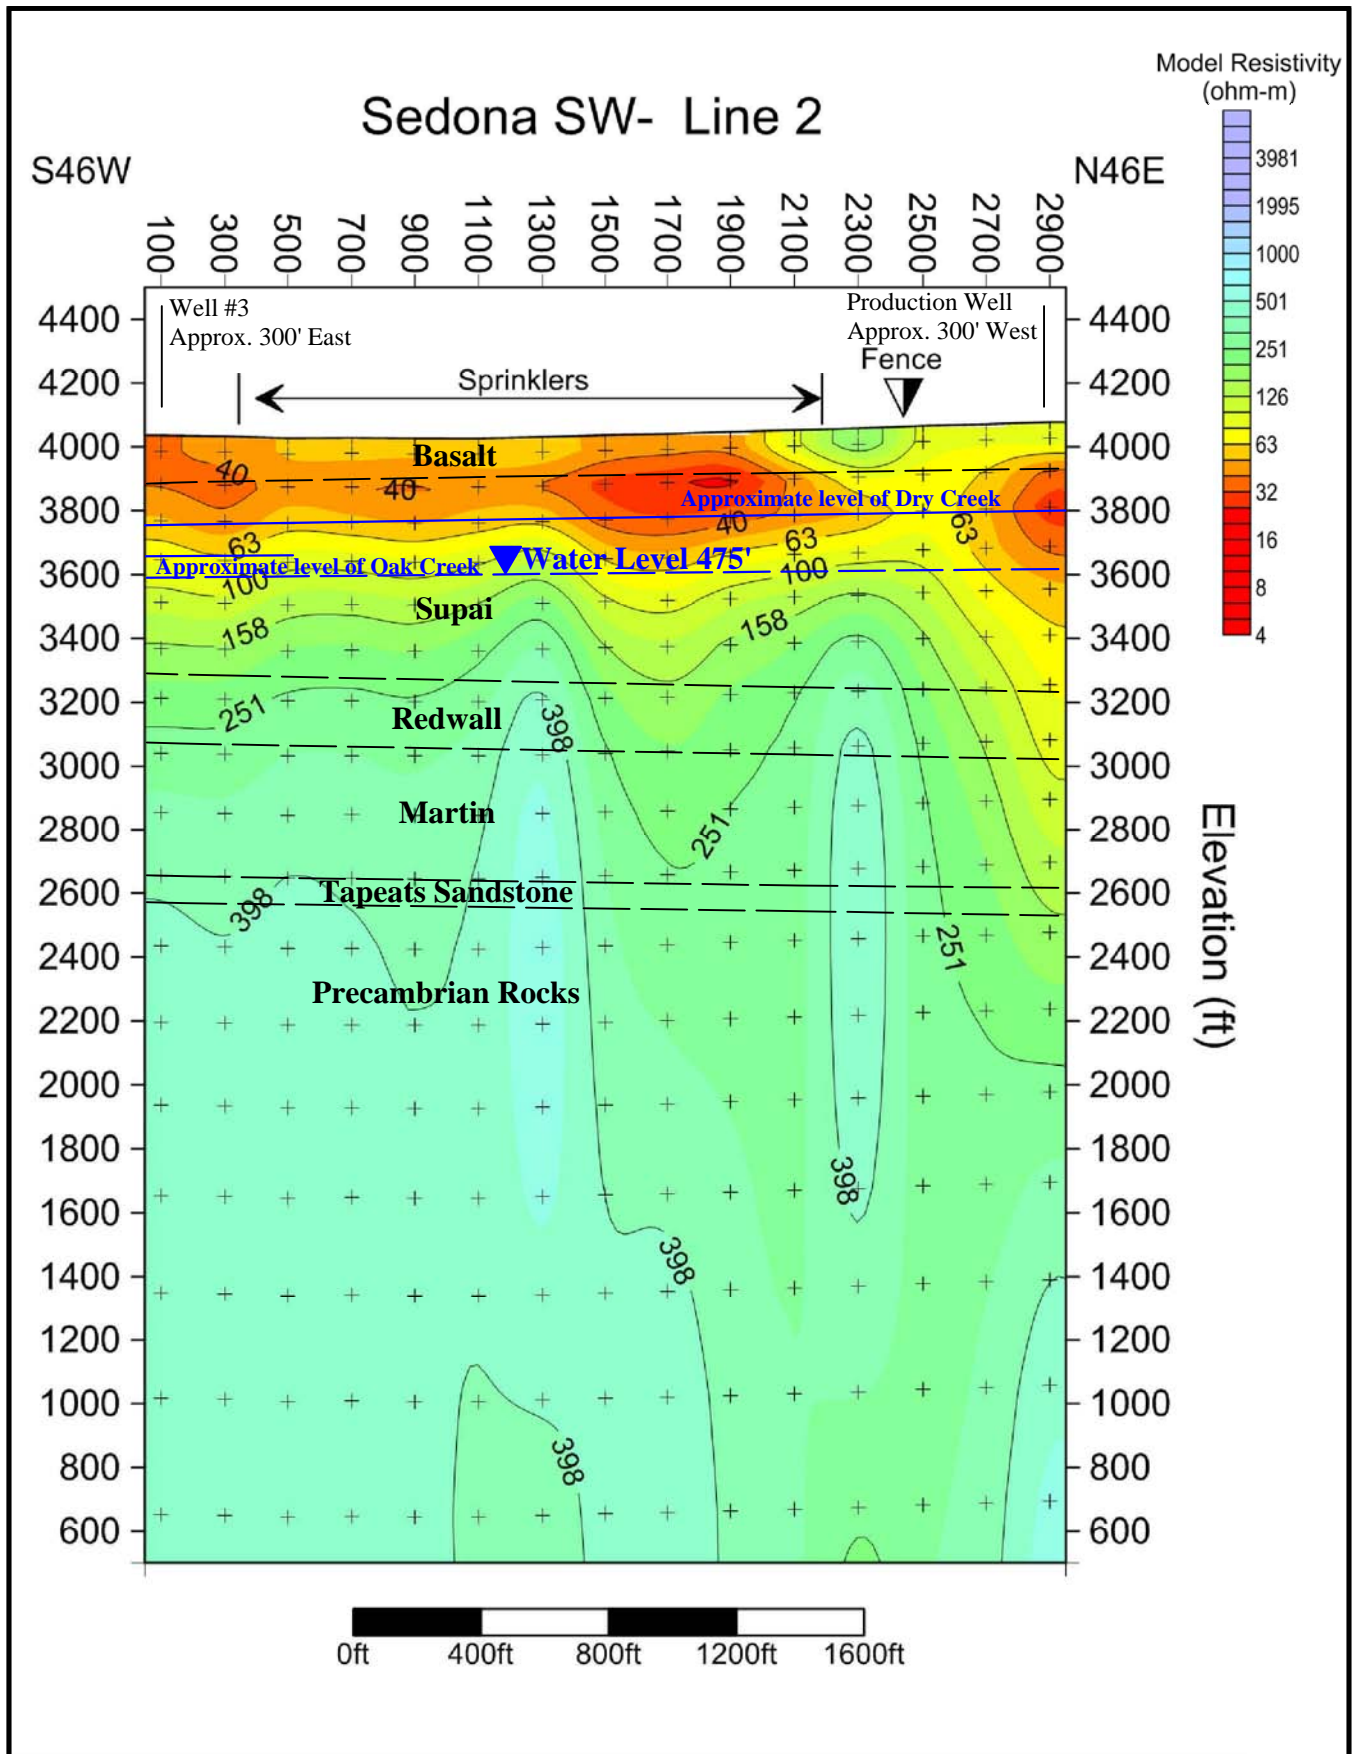 Model Resistivity
(ohm-m)
Sedona SW- Line 2
S46W
N46E
3981
1995
1000
501
251
126
63
32
16
8
4
100 300 500 700 900 1100 1300 1500 1700 1900 2100 2300 2500 2700 2900
Well #3
Approx. 300' East
Production Well
Approx. 300' West
Fence
Sprinklers
4400 4400
4200 4200
4000 4000
3800 3800
3600 3600
3400 3400
3200 3200
3000 3000
2800 2800
2600 2600
2400 2400
2200 2200
2000 2000
1800 1800
1600 1600
1400 1400
1200 1200
1000 1000
800 800
600 600
Elevation (ft)
Basalt
40
40
Approximate level of Dry Creek
40
63
63
63
Water Level 475'
Approximate level of Oak Creek
100
100
Supai
158
158
251
Redwall
398
Martin
251
Tapeats Sandstone
398
251
Precambrian Rocks
398
398
398
0ft 400ft 800ft 1200ft 1600ft